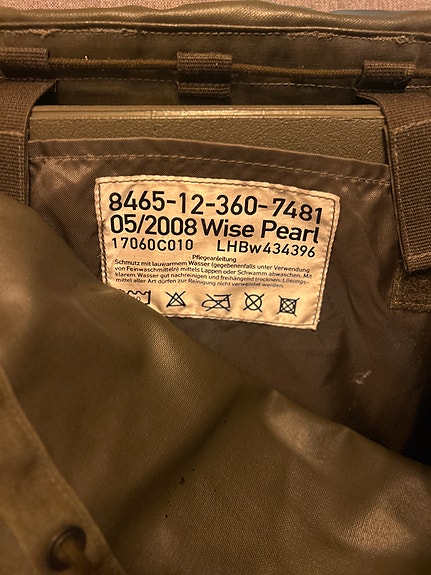 8465-12-360-7481
05/2008 Wise Pearl
17060C010 LHBw434396
Pflegeanleitung
Schmutz mit lauwarmem Wasser (gegebenenfalls unter Verwendung
von Feinwaschmitteln) mittels Lappen oder Schwamm abwaschen. Mit
klarem Wasser gut nachreinigen und freihängend trocknen. Lösungs-
mittel aller Art dürfen zur Reinigung nicht verwendet werden.